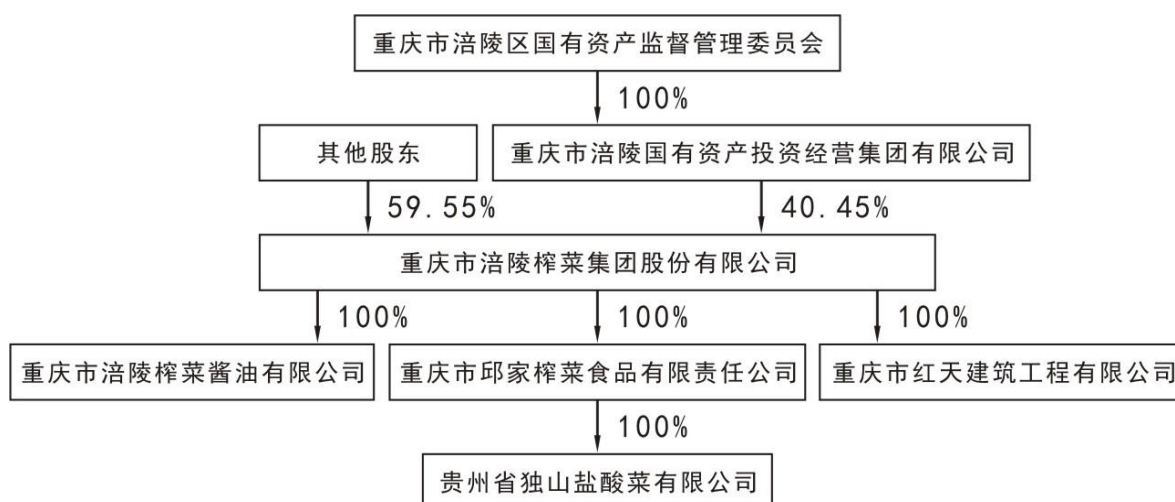 重庆市涪陵区国有资产监督管理委员会
100%
其他股东
重庆市涪陵国有资产投资经营集团有限公司
59.55%
40.45%
重庆市涪陵榨菜集团股份有限公司
100%
100%
100%
重庆市涪陵榨菜酱油有限公司
重庆市邱家榨菜食品有限责任公司
重庆市红天建筑工程有限公司
100%
贵州省独山盐酸菜有限公司